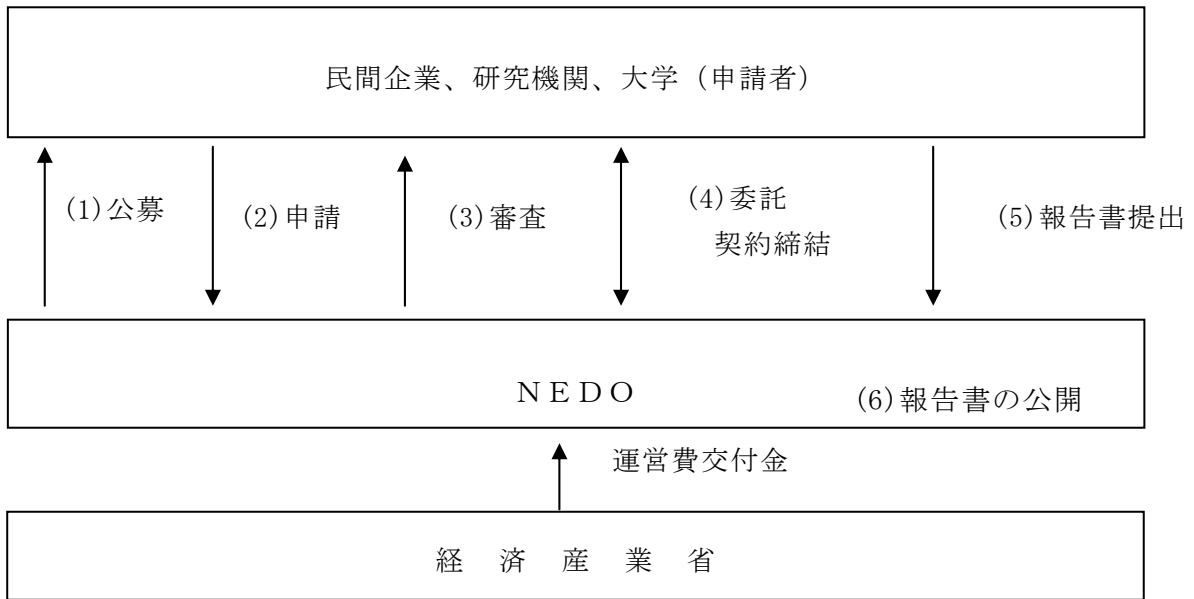 民間企業、研究機関、大学（申請者）
(1)公募
(2)申請
(3)審査
(4)委託
契約締結
(5)報告書提出
ＮＥＤＯ
(6)報告書の公開
運営費交付金
経　済　産　業　省